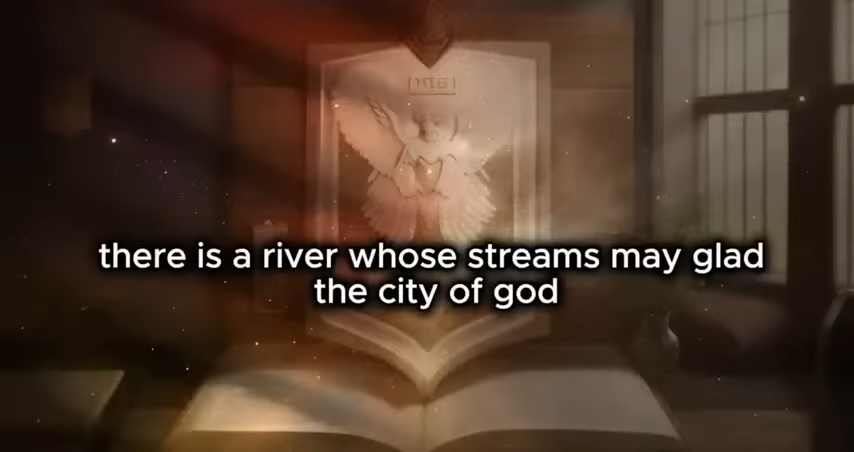 there is a river whose streams may glad
the city of god